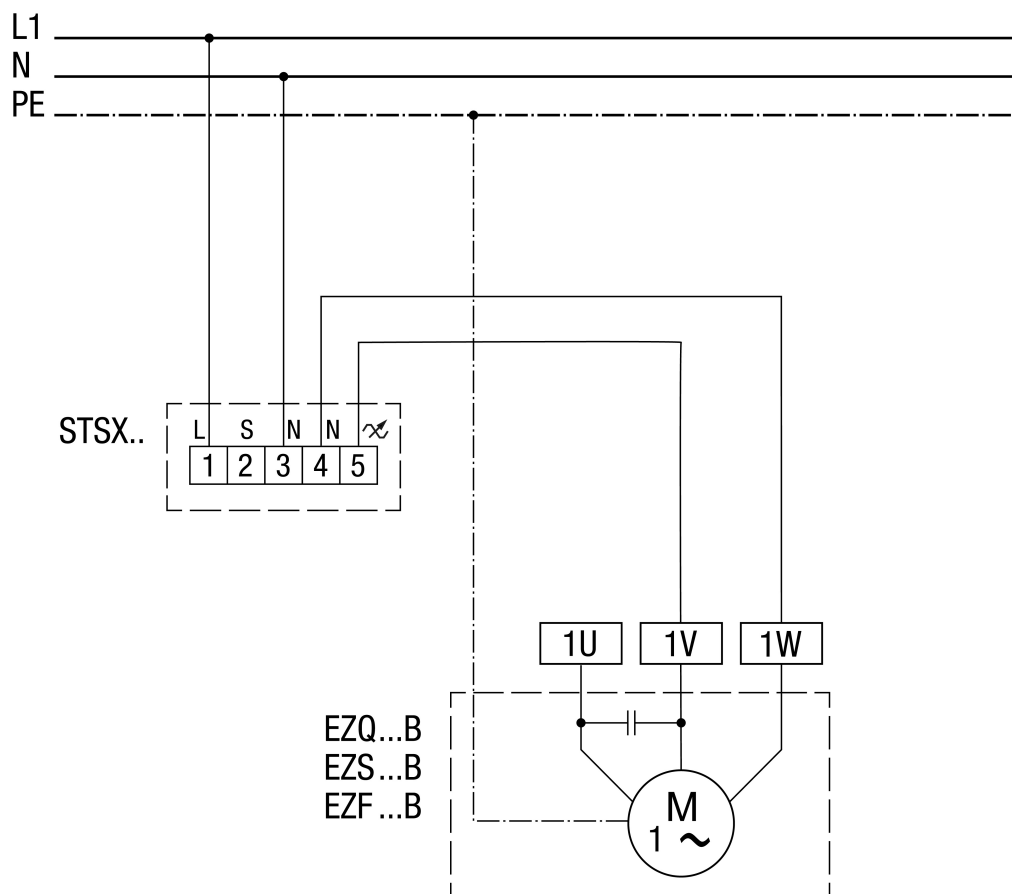 L1
N
PE
STSX..
L S N N
1 2 3 4 5
1U 1V 1W
EZQ...B
EZS...B
EZF...B
M
1 ~